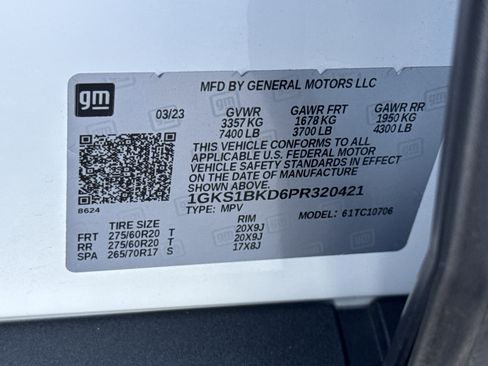 gm
MFD BY GENERAL MOTORS LLC
03/23 GVWR GAWR FRT GAWR RR
3357 KG 1678 KG 1950 KG
7400 LB 3700 LB 4300 LB
THIS VEHICLE CONFORMS TO ALL
APPLICABLE U.S. FEDERAL MOTOR
VEHICLE SAFETY STANDARDS IN EFFECT
ON THE DATE OF MANUFACTURE
SHOWN ABOVE.
1GKS1BKD6PR320421
8624
TYPE: MPV MODEL: 61TC10706
TIRE SIZE RIM
FRT 275/60R20 T 20X9J
RR 275/60R20 T 20X9J
SPA 265/70R17 S 17X8J